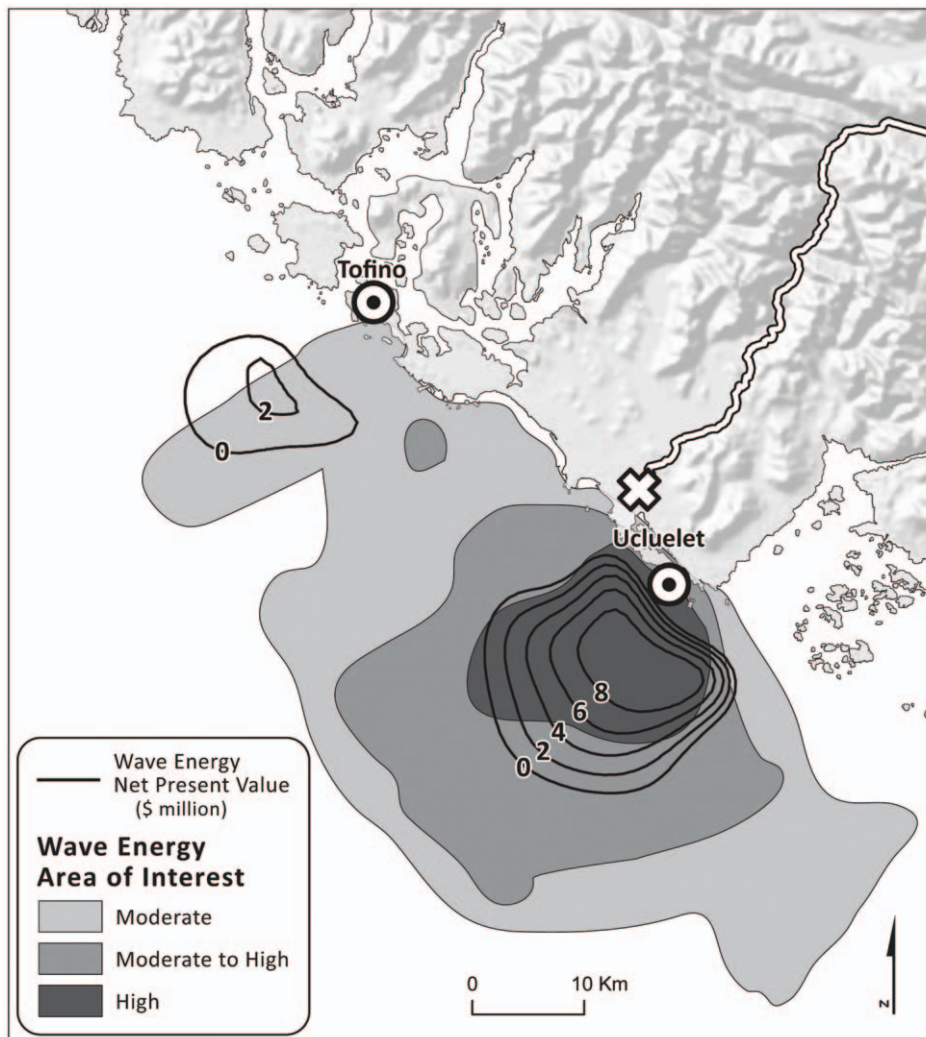 Tofino
2
0
Ucluelet
8
6
4
2
0
Wave Energy
Net Present Value
($ million)
Wave Energy
Area of Interest
Moderate
Moderate to High
High
0 10 Km
N